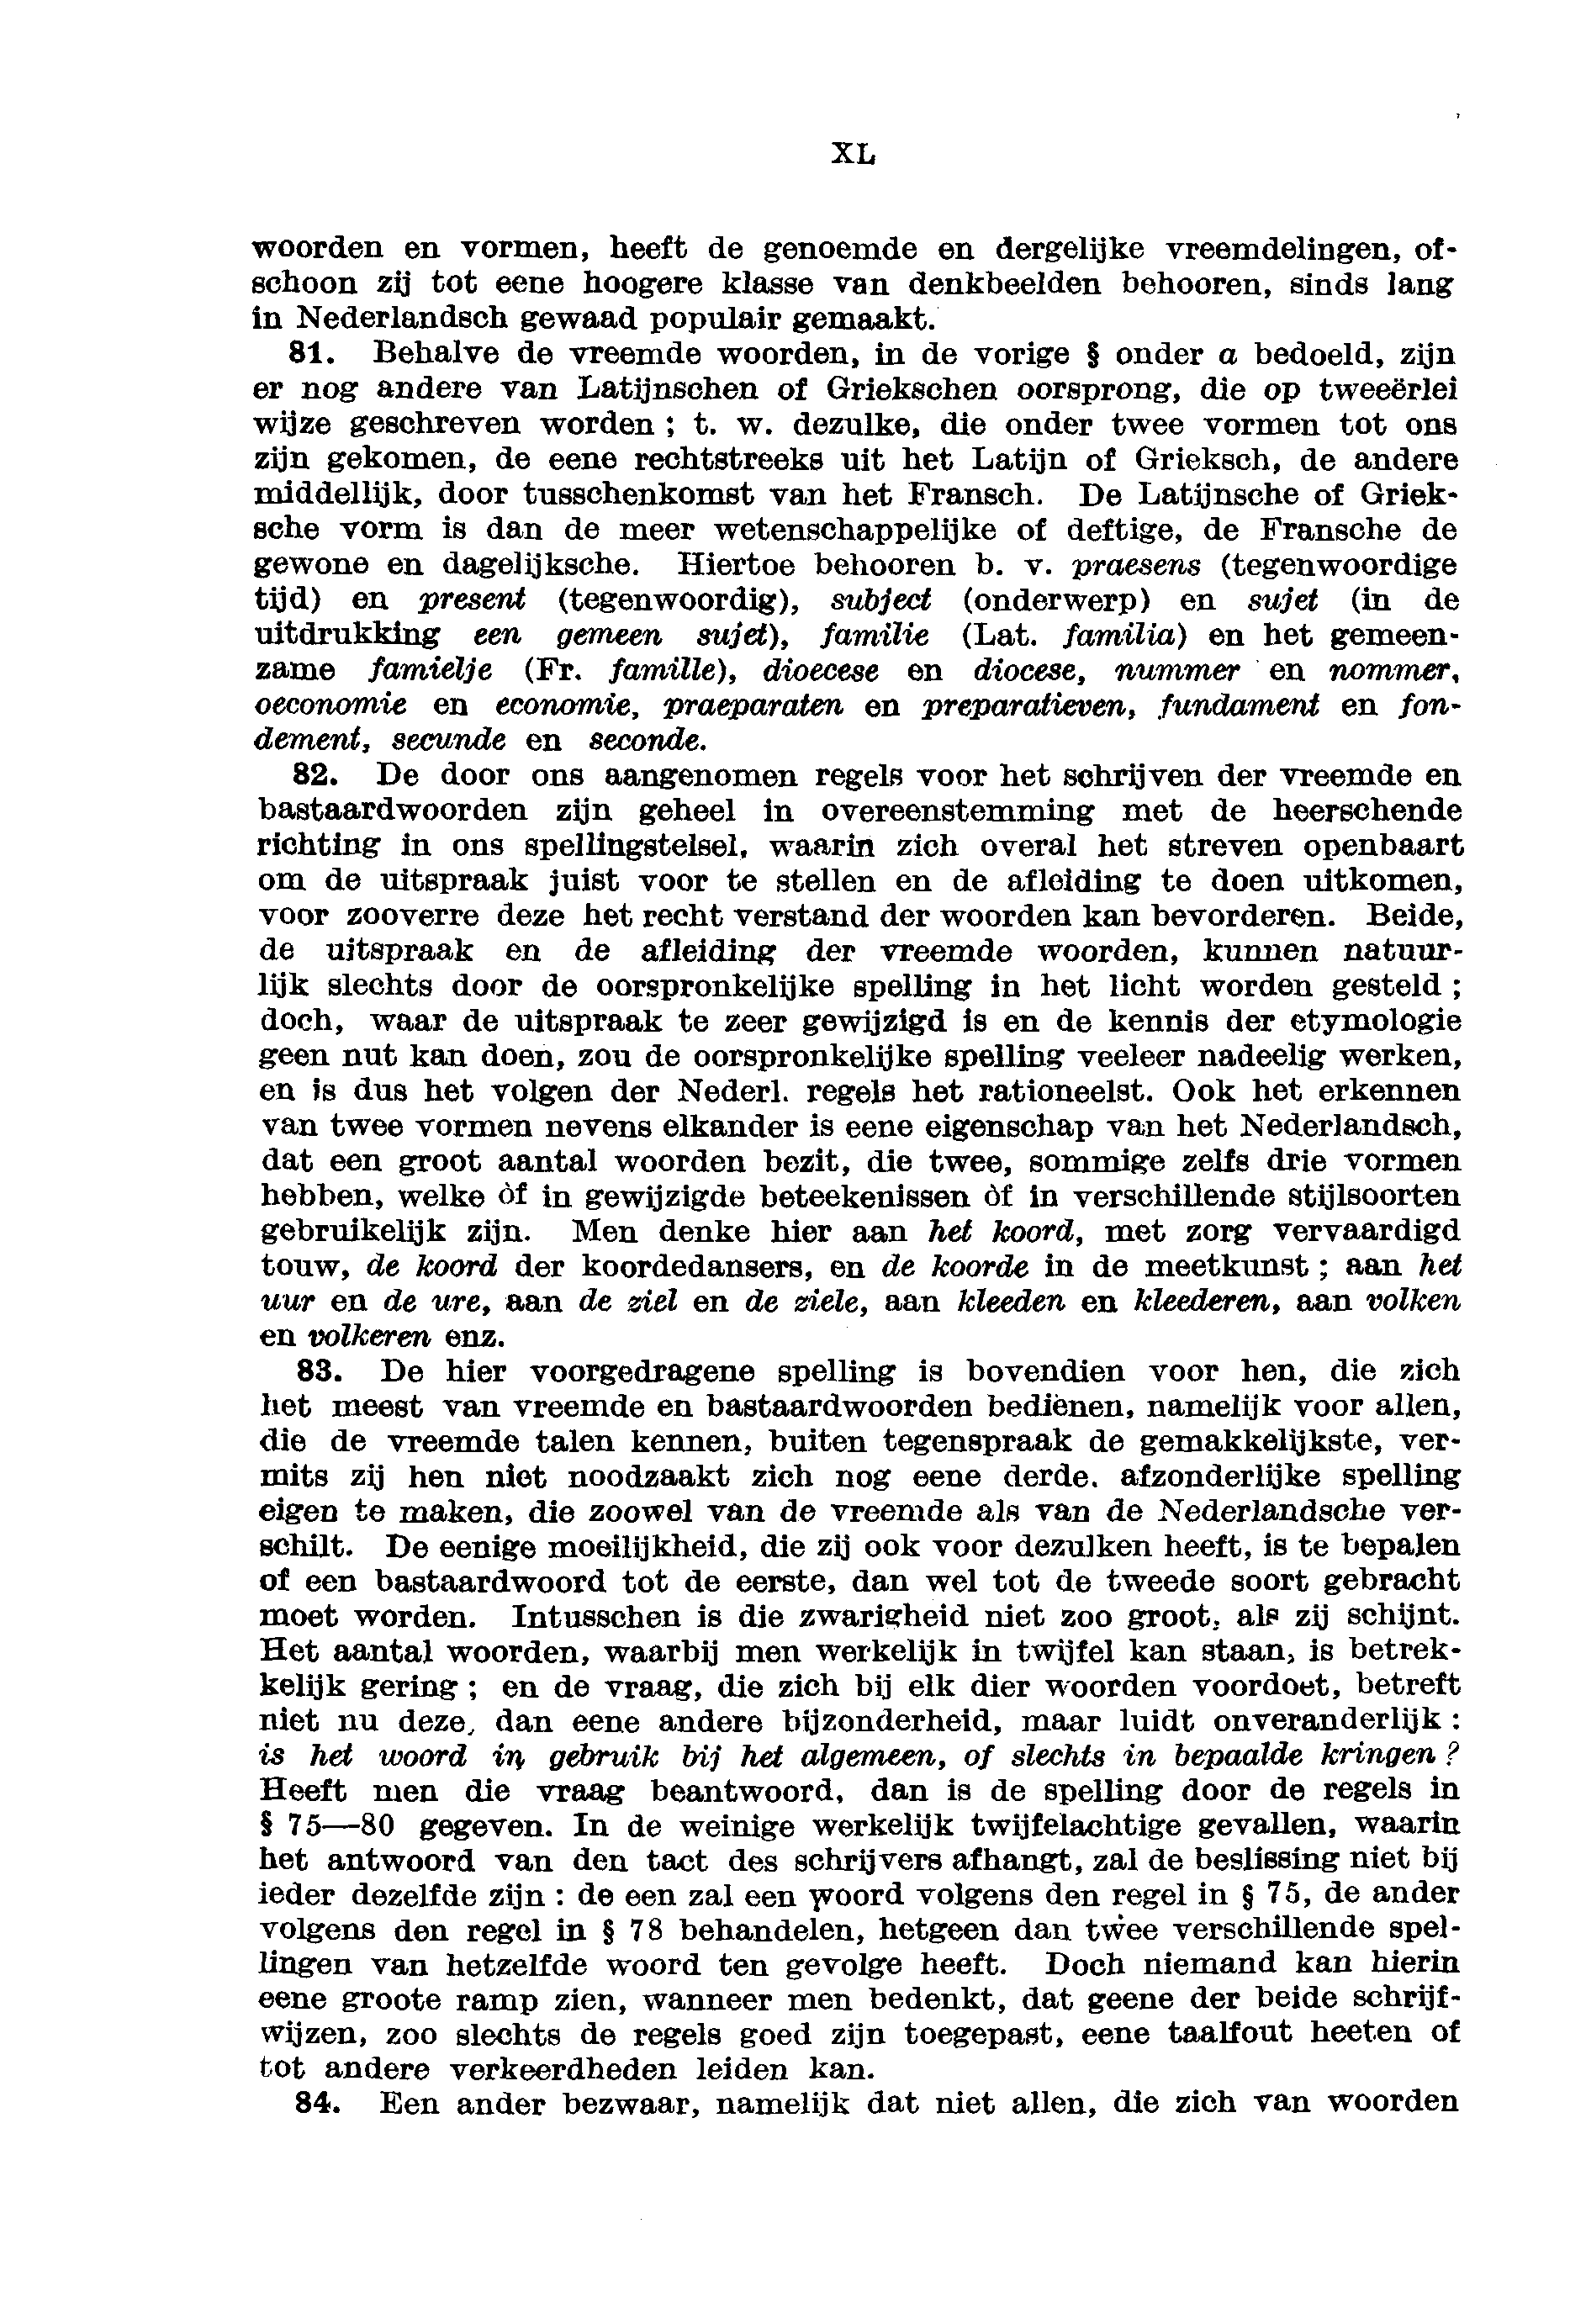 XL
woorden en vormen, heeft de genoemde en dergelijke vreemdelingen, of-
schoon zij tot eene hoogere klasse van denkbeelden behooren, sinds lang
in Nederlandsch gewaad populair gemaakt.
81. Behalve de vreemde woorden, in de vorige § onder a bedoeld, zijn
er nog andere van Latijnschen of Griekschen oorsprong, die op tweeërlei
wijze geschreven worden ; t. w. dezulke, die onder twee vormen tot ons
zijn gekomen, de eene rechtstreeks uit het Latijn of Grieksch, de andere
middellijk, door tusschenkomst van het Fransch. De Latijnsche of Griek-
sche vorm is dan de meer wetenschappelijke of deftige, de Fransche de
gewone en dagelijksche. Hiertoe behooren b. v. praesens (tegenwoordige
tijd) en present (tegenwoordig), subject (onderwerp) en sujet (in de
uitdrukking een gemeen sujet), familie (Lat. familia) en het gemeen-
zame famielje (Fr. famille), dioecese en diocese, nummer en nommer,
oeconomie en economie, praeparaten en preparatieven, fundament en fon-
dement, secunde en seconde.
82. De door ons aangenomen regels voor het schrijven der vreemde en
bastaardwoorden zijn geheel in overeenstemming met de heerschende
richting in ons spellingstelsel, waarin zich overal het streven openbaart
om de uitspraak juist voor te stellen en de afleiding te doen uitkomen,
voor zooverre deze het recht verstand der woorden kan bevorderen. Beide,
de uitspraak en de afleiding der vreemde woorden, kunnen natuur-
lijk slechts door de oorspronkelijke spelling in het licht worden gesteld ;
doch, waar de uitspraak te zeer gewijzigd is en de kennis der etymologie
geen nut kan doen, zou de oorspronkelijke spelling veeleer nadeelig werken,
en is dus het volgen der Nederl. regels het rationeelst. Ook het erkennen
van twee vormen nevens elkander is eene eigenschap van het Nederlandsch,
dat een groot aantal woorden bezit, die twee, sommige zelfs drie vormen
hebben, welke òf in gewijzigde beteekenissen òf in verschillende stijlsoorten
gebruikelijk zijn. Men denke hier aan het koord, met zorg vervaardigd
touw, de koord der koordedansers, en de koorde in de meetkunst ; aan het
uur en de ure, aan de ziel en de ziele, aan kleeden en kleederen, aan volken
en volkeren enz.
83. De hier voorgedragene spelling is bovendien voor hen, die zich
het meest van vreemde en bastaardwoorden bedienen, namelijk voor allen,
die de vreemde talen kennen, buiten tegenspraak de gemakkelijkste, ver-
mits zij hen niet noodzaakt zich nog eene derde. afzonderlijke spelling
eigen te maken, die zoowel van de vreemde als van de Nederlandsche ver-
schilt. De eenige moeilijkheid, die zij ook voor dezulken heeft, is te bepalen
of een bastaardwoord tot de eerste, dan wel tot de tweede soort gebracht
moet worden. Intusschen is die zwarigheid niet zoo groot, als zij schijnt.
Het aantal woorden, waarbij men werkelijk in twijfel kan staan, is betrek-
kelijk gering ; en de vraag, die zich bij elk dier woorden voordoet, betreft
niet nu deze, dan eene andere bijzonderheid, maar luidt onveranderlijk :
is het woord in gebruik bij het algemeen, of slechts in bepaalde kringen ?
Heeft men die vraag beantwoord, dan is de spelling door de regels in
§ 75—80 gegeven. In de weinige werkelijk twijfelachtige gevallen, waarin
het antwoord van den tact des schrijvers afhangt, zal de beslissing niet bij
ieder dezelfde zijn : de een zal een woord volgens den regel in § 75, de ander
volgens den regel in § 78 behandelen, hetgeen dan twee verschillende spel-
lingen van hetzelfde woord ten gevolge heeft. Doch niemand kan hierin
eene groote ramp zien, wanneer men bedenkt, dat geene der beide schrijf-
wijzen, zoo slechts de regels goed zijn toegepast, eene taalfout heeten of
tot andere verkeerdheden leiden kan.
84. Een ander bezwaar, namelijk dat niet allen, die zich van woorden